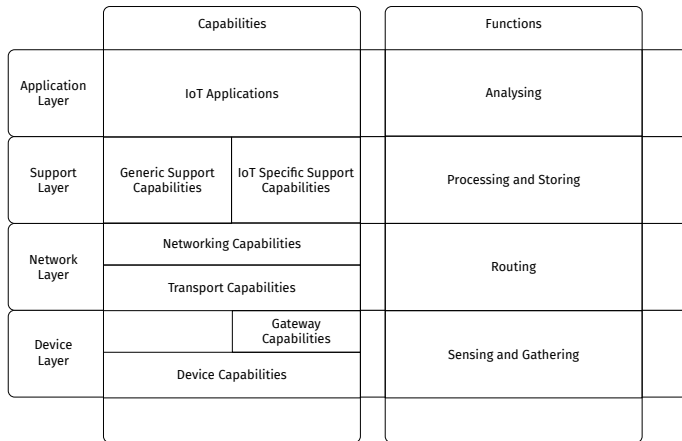 Capabilities
Functions
Application
Layer
IoT Applications
Analysing
Support
Layer
Generic Support
Capabilities
IoT Specific Support
Capabilities
Processing and Storing
Network
Layer
Networking Capabilities
Transport Capabilities
Routing
Device
Layer
Gateway
Capabilities
Device Capabilities
Sensing and Gathering